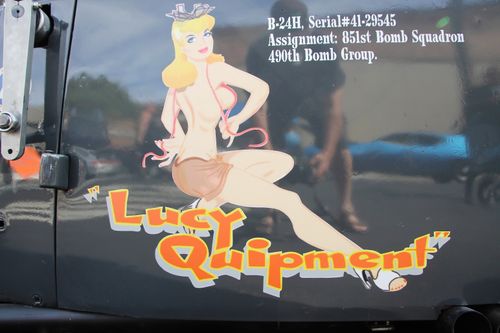 B-24H, Serial#41-29545
Assignment: 851st Bomb Squadron
490th Bomb Group.
"Lucy
Quipment"